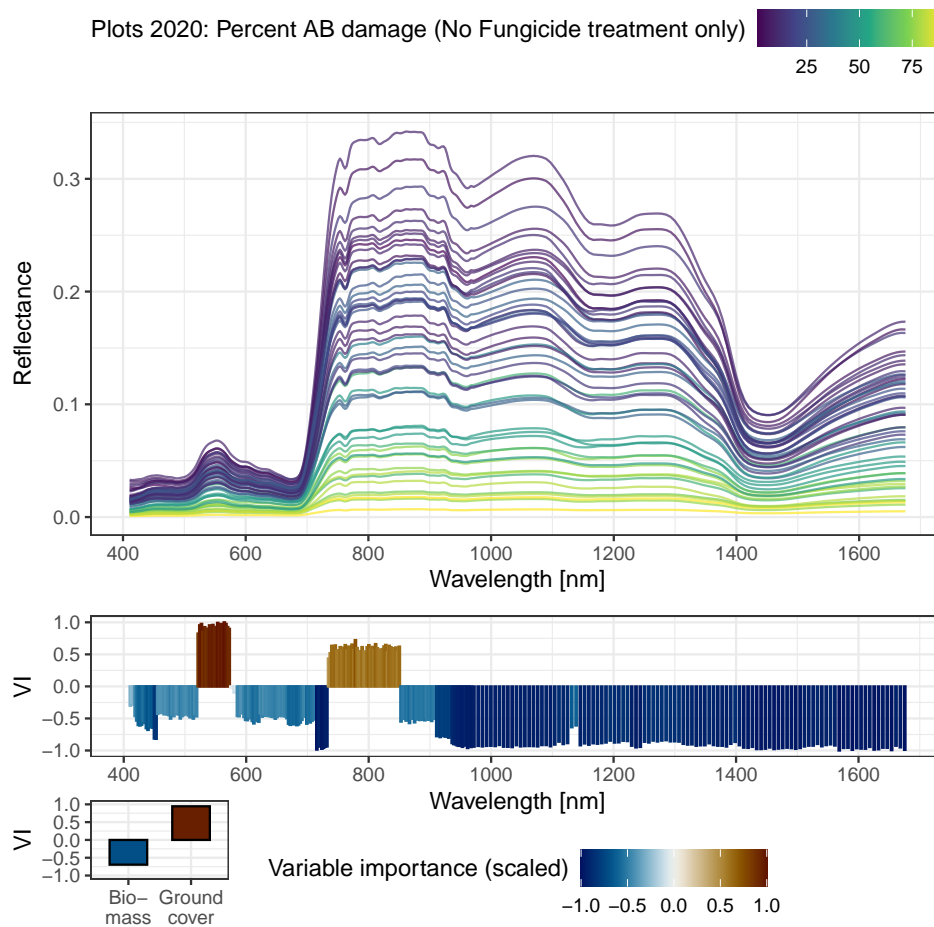 Plots 2020: Percent AB damage (No Fungicide treatment only)
25 50 75
0.3
0.2
0.1
0.0
Reflectance
400 600 800 1000 1200 1400 1600
Wavelength [nm]
1.0
0.5
0.0
−0.5
−1.0
VI
400 600 800 1000 1200 1400 1600
Wavelength [nm]
1.0
0.5
0.0
−0.5
−1.0
VI
Bio− Ground
mass cover
Variable importance (scaled)
−1.0 −0.5 0.0 0.5 1.0